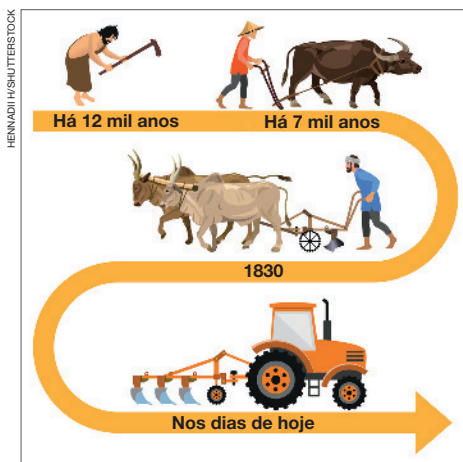 HENNADII H/SHUTTERSTOCK
Há 12 mil anos
Há 7 mil anos
1830
Nos dias de hoje